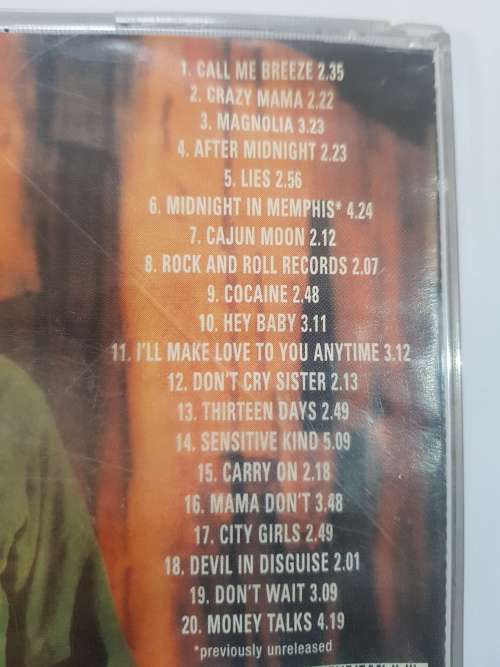 1. CALL ME BREEZE 2.35
2. CRAZY MAMA 2.22
3. MAGNOLIA 3.23
4. AFTER MIDNIGHT 2.23
5. LIES 2.56
6. MIDNIGHT IN MEMPHIS* 4.24
7. CAJUN MOON 2.12
8. ROCK AND ROLL RECORDS 2.07
9. COCAINE 2.48
10. HEY BABY 3.11
11. I'LL MAKE LOVE TO YOU ANYTIME 3.12
12. DON'T CRY SISTER 2.13
13. THIRTEEN DAYS 2.49
14. SENSITIVE KIND 5.09
15. CARRY ON 2.18
16. MAMA DON'T 3.48
17. CITY GIRLS 2.49
18. DEVIL IN DISGUISE 2.01
19. DON'T WAIT 3.09
20. MONEY TALKS 4.19
*previously unreleased